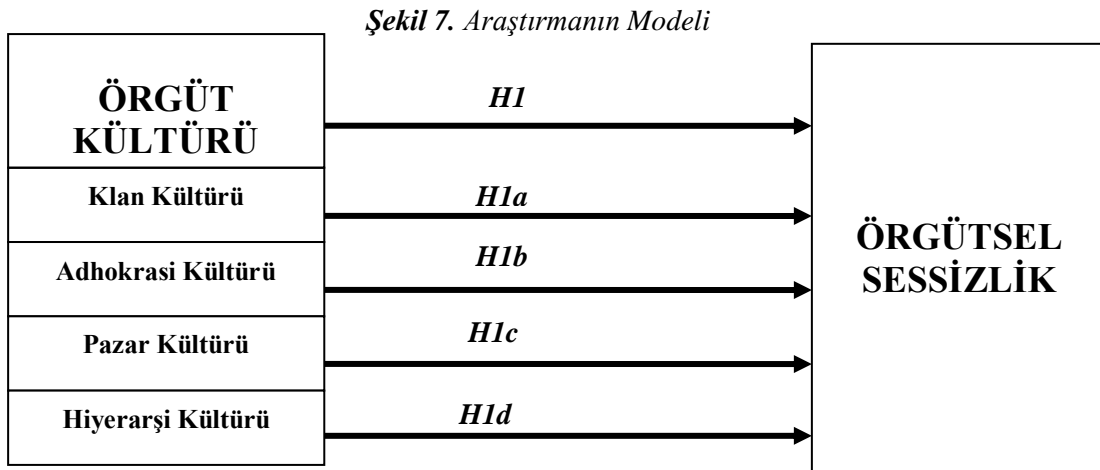 Şekil 7. Araştırmanın Modeli
ÖRGÜT
KÜLTÜRÜ
H1
Klan Kültürü
H1a
Adhokrasi Kültürü
H1b
Pazar Kültürü
H1c
Hiyerarşi Kültürü
H1d
ÖRGÜTSEL
SESSİZLİK